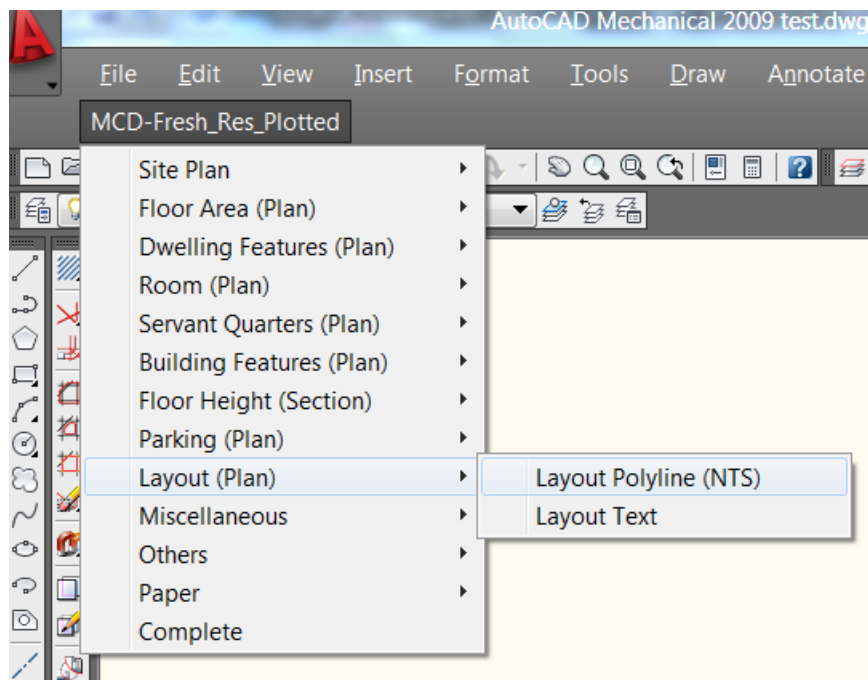 AutoCAD Mechanical 2009 test.dwg
File Edit View Insert Format Tools Draw Annotate
MCD-Fresh_Res_Plotted
Site Plan
Floor Area (Plan)
Dwelling Features (Plan)
Room (Plan)
Servant Quarters (Plan)
Building Features (Plan)
Floor Height (Section)
Parking (Plan)
Layout (Plan)
Layout Polyline (NTS)
Miscellaneous
Layout Text
Others
Paper
Complete